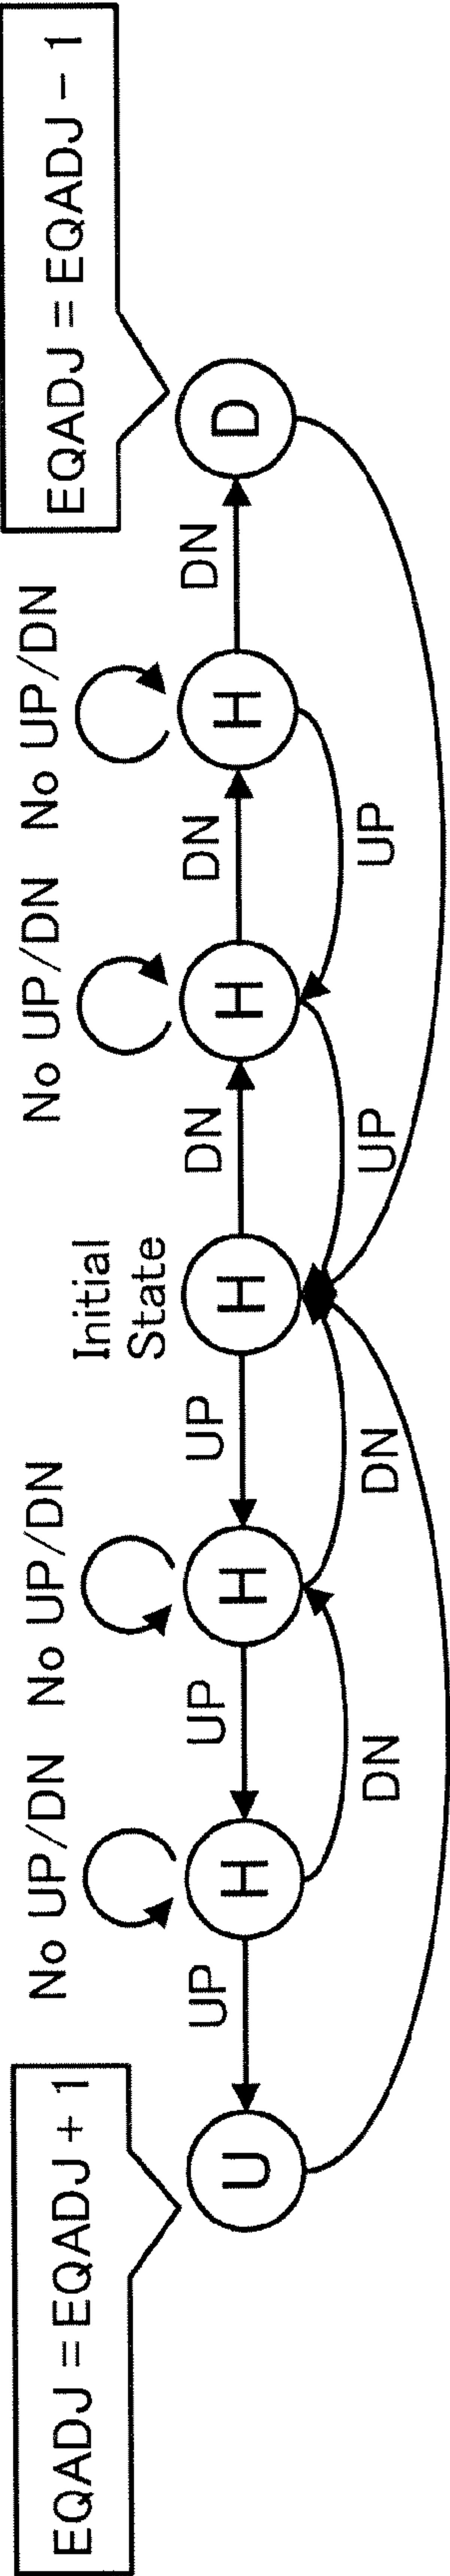 EQADJ = EQADJ + 1
EQADJ = EQADJ − 1
No UP/DN
No UP/DN
Initial
State
No UP/DN
No UP/DN
U
UP
H
UP
H
UP
H
DN
H
DN
H
DN
D
DN
DN
UP
UP